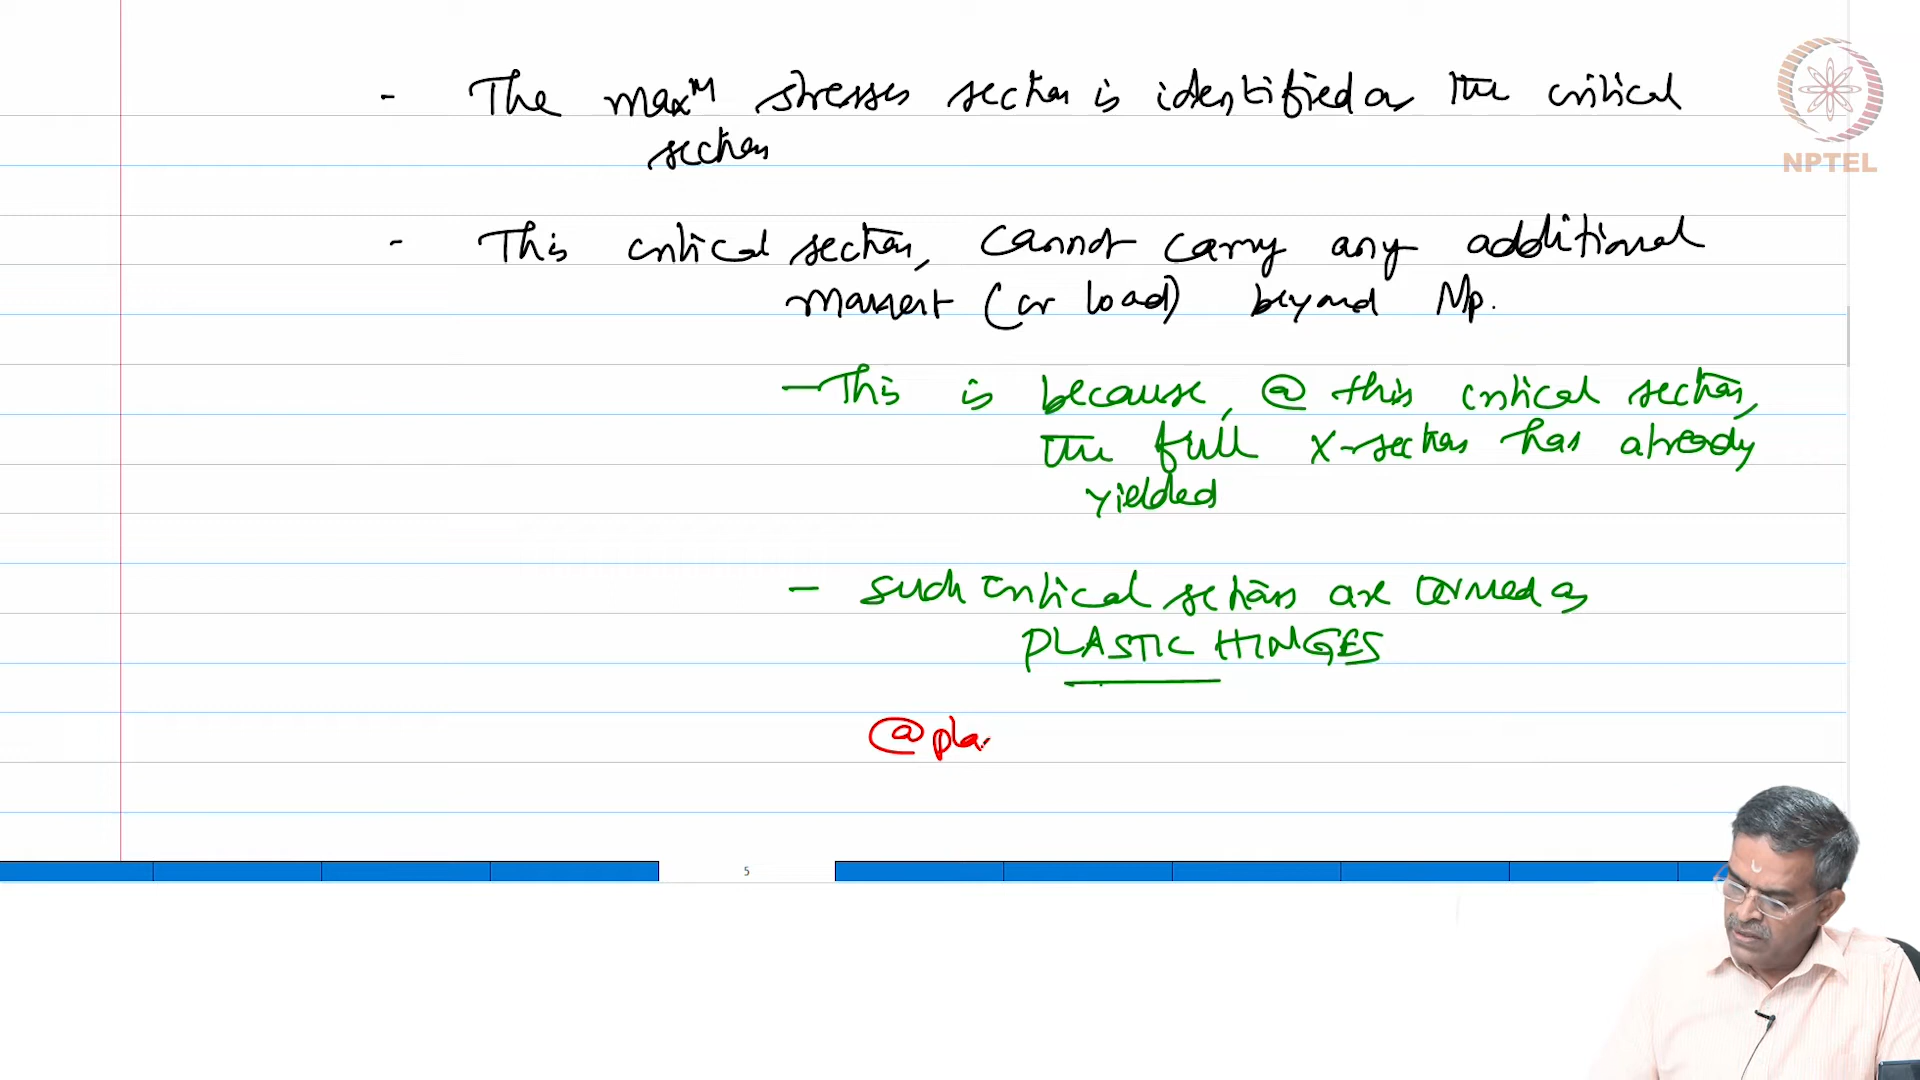 - The max^m stresses section is identified as the critical
section
NPTEL
- This critical section, cannot carry any additional
moment (or load) beyond Mp.
- This is because, @ this critical section,
the full x-section has already
yielded
- such critical sections are termed as
PLASTIC HINGES
@ pla
5